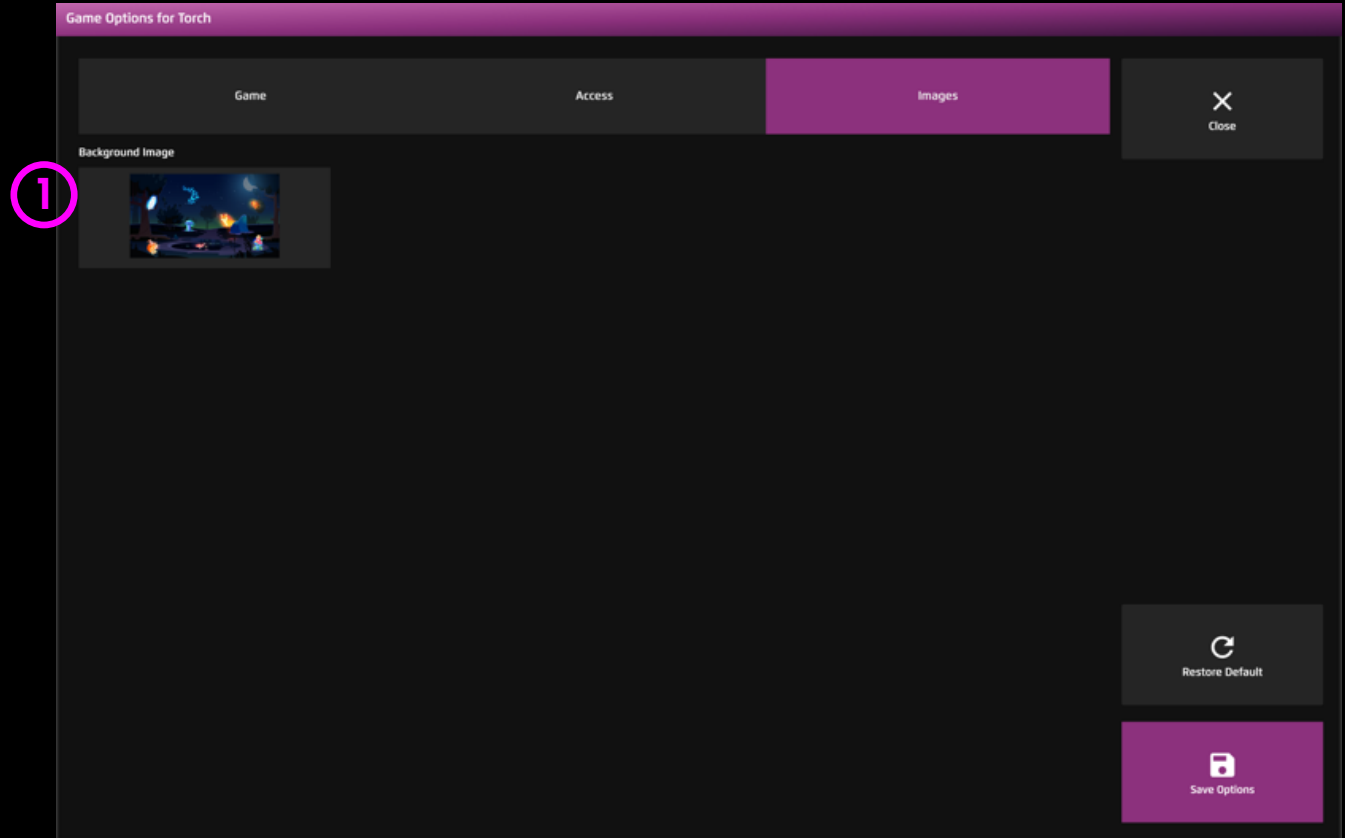 Game Options for Torch
Game
Access
Images
Close
Background Image
1
Restore Default
Save Options